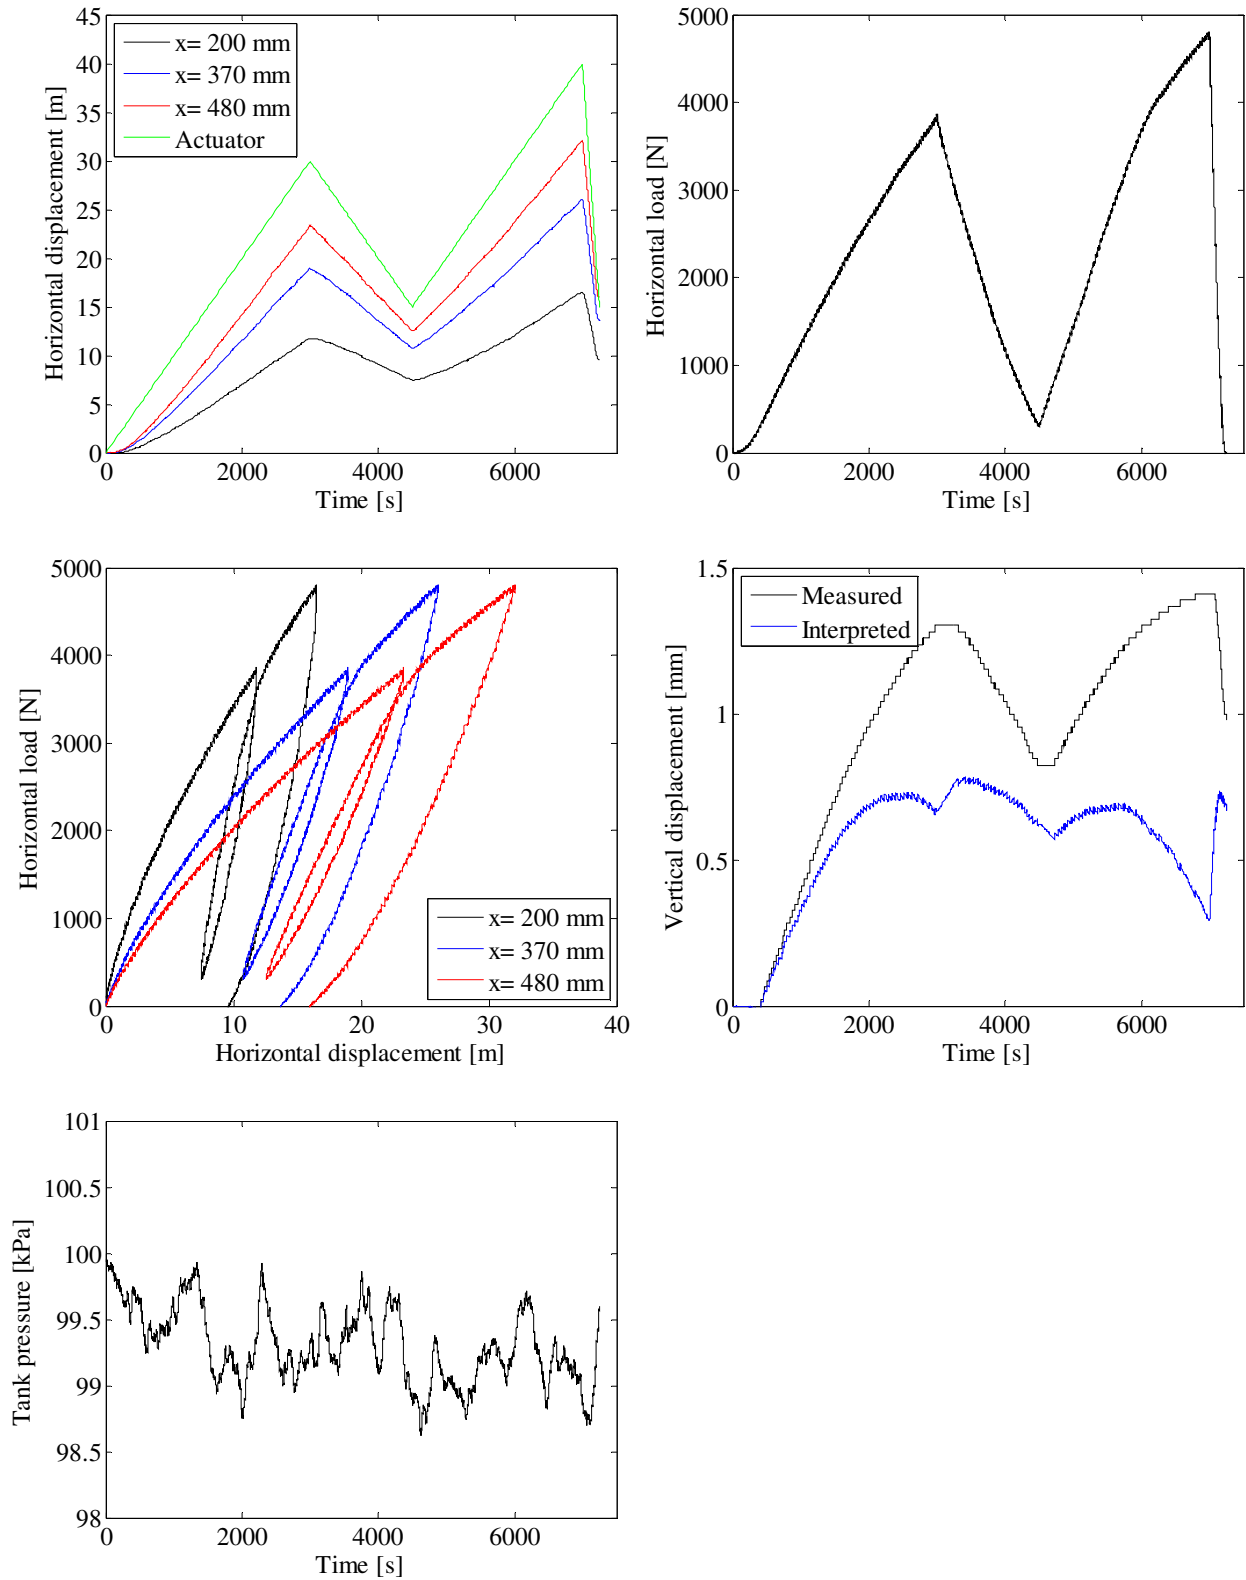 45
40
35
30
25
20
15
10
5
0
Horizontal displacement [m]
x= 200 mm
x= 370 mm
x= 480 mm
Actuator
0 2000 4000 6000
Time [s]
5000
4000
3000
2000
1000
0
Horizontal load [N]
0 2000 4000 6000
Time [s]
5000
4000
3000
2000
1000
0
Horizontal load [N]
x= 200 mm
x= 370 mm
x= 480 mm
0 10 20 30 40
Horizontal displacement [m]
1.5
1
0.5
0
Vertical displacement [mm]
Measured
Interpreted
0 2000 4000 6000
Time [s]
101
100.5
100
99.5
99
98.5
98
Tank pressure [kPa]
0 2000 4000 6000
Time [s]